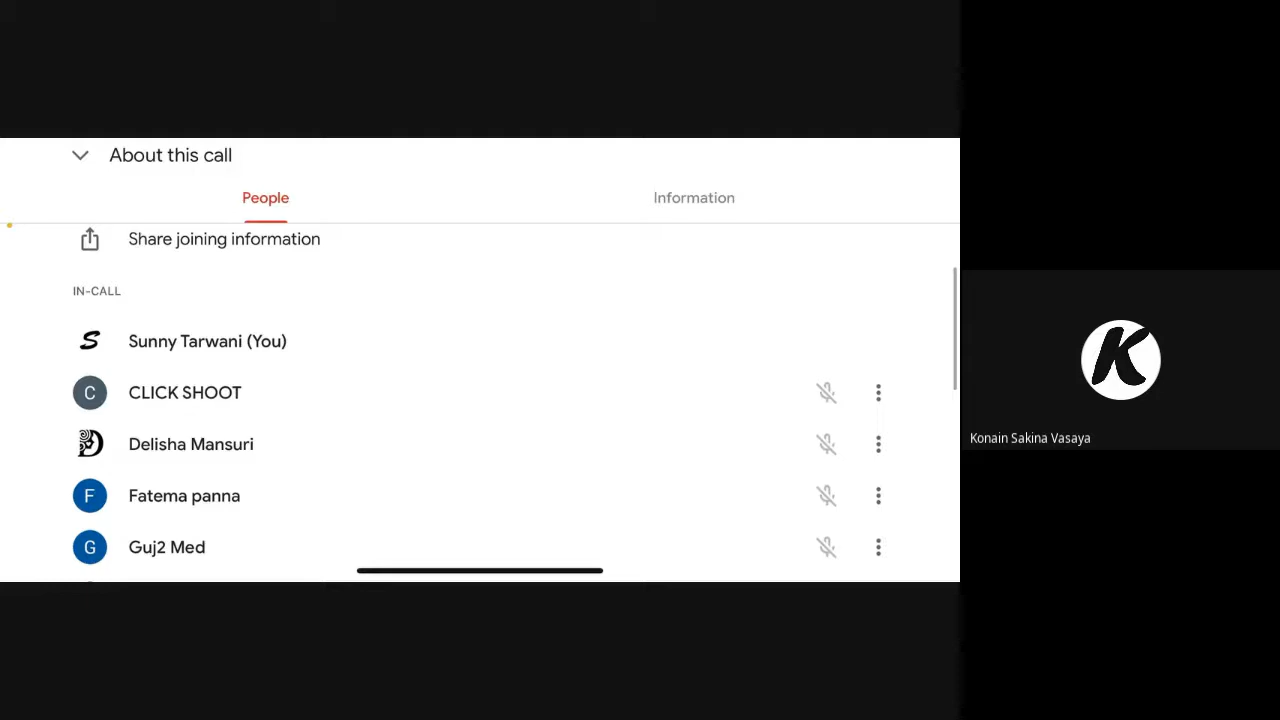 About this call
People
Information
Share joining information
IN-CALL
S
Sunny Tarwani (You)
C
CLICK SHOOT
D
Delisha Mansuri
F
Fatema panna
G
Guj2 Med
K
Konain Sakina Vasaya